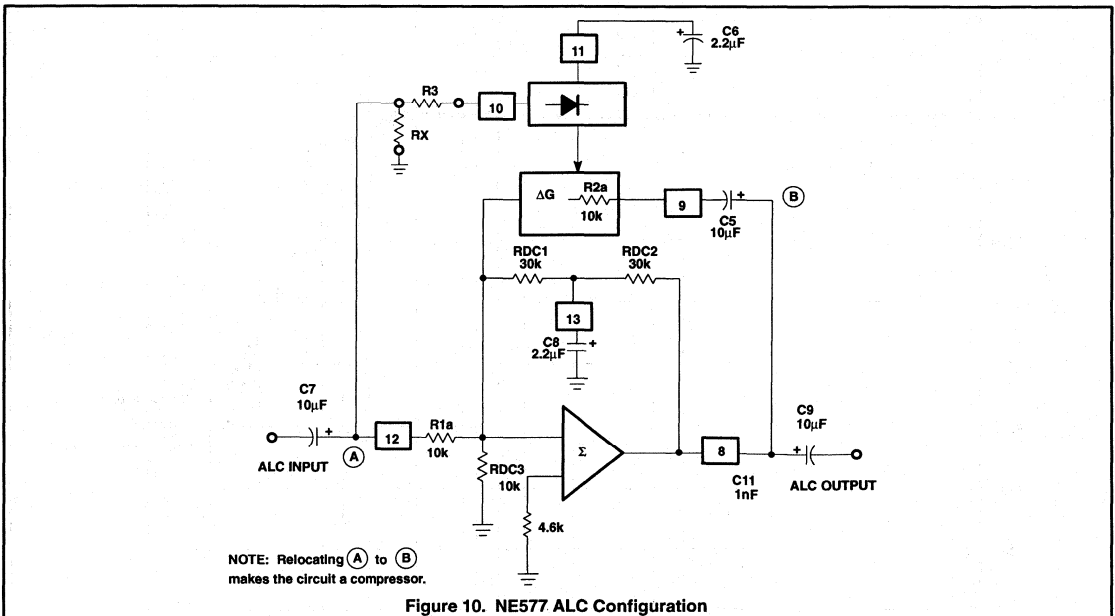 C6
2.2µF
11
R3
10
RX
ΔG
R2a
10k
9
C5
10µF
B
RDC1
30k
RDC2
30k
13
C8
2.2µF
C7
10µF
ALC INPUT
A
12
R1a
10k
RDC3
10k
Σ
4.6k
8
C11
1nF
C9
10µF
ALC OUTPUT
NOTE: Relocating A to B
makes the circuit a compressor.
Figure 10. NE577 ALC Configuration